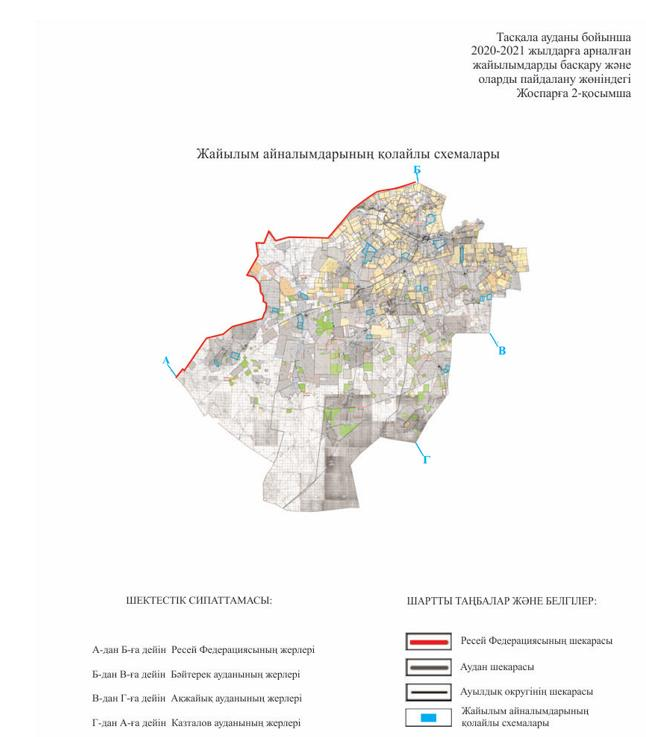 Тасқала ауданы бойынша
2020-2021 жылдарға арналған
жайылымдарды басқару және
оларды пайдалану жөніндегі
Жоспарға 2-қосымша
Жайылым айналымдарының қолайлы схемалары
Б
А
В
Г
ШЕКТЕСТІК СИПАТТАМАСЫ:
А-дан Б-ға дейін Ресей Федерациясының жерлері
Б-дан В-ға дейін Бәйтерек ауданының жерлері
В-дан Г-ға дейін Ақжайық ауданының жерлері
Г-дан А-ға дейін Казталов ауданының жерлері
ШАРТТЫ ТАҢБАЛАР ЖӘНЕ БЕЛГІЛЕР:
Ресей Федерациясының шекарасы
Аудан шекарасы
Ауылдық округінің шекарасы
Жайылым айналымдарының
қолайлы схемалары